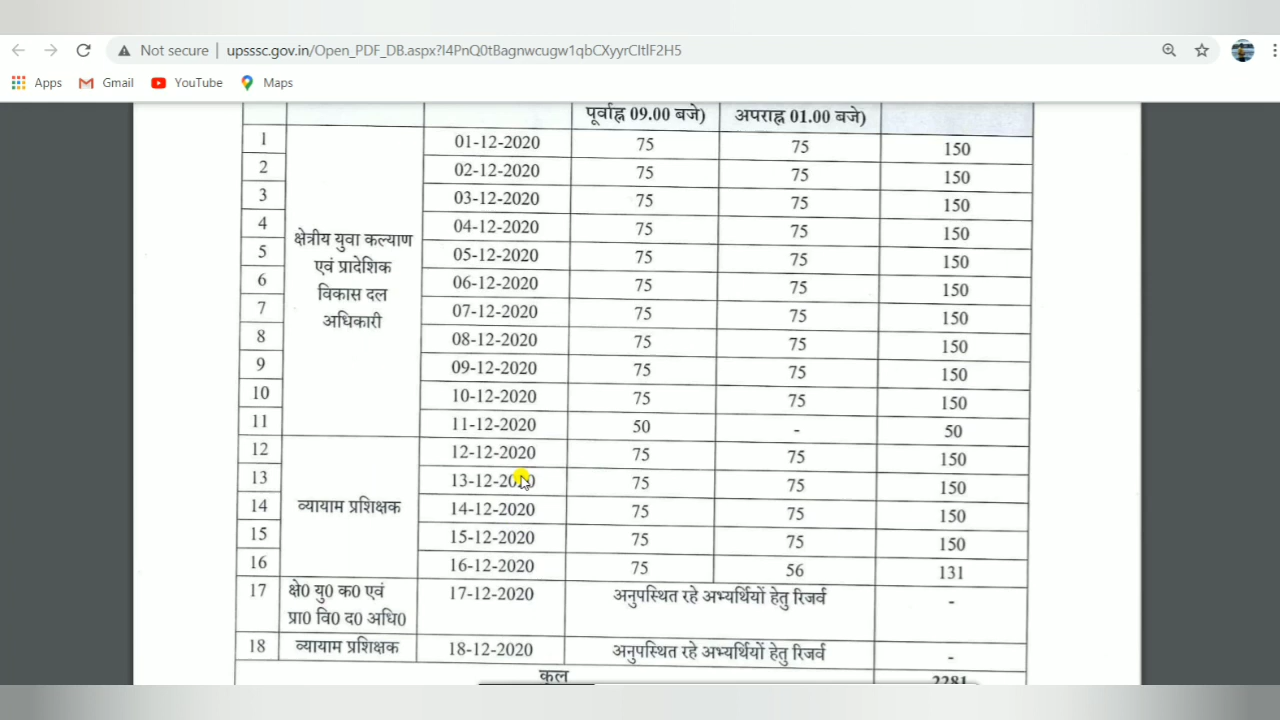 Not secure | upsssc.gov.in/Open_PDF_DB.aspx?I4PnQ0tBagnwcugw1qbCXyyrCltlF2H5
Apps Gmail YouTube Maps
पूर्वाह्न 09.00 बजे) अपराह्न 01.00 बजे)
1 01-12-2020 75 75 150
2 02-12-2020 75 75 150
3 03-12-2020 75 75 150
4 04-12-2020 75 75 150
क्षेत्रीय युवा कल्याण
5 05-12-2020 75 75 150
एवं प्रादेशिक
6 06-12-2020 75 75 150
विकास दल
7 07-12-2020 75 75 150
अधिकारी
8 08-12-2020 75 75 150
9 09-12-2020 75 75 150
10 10-12-2020 75 75 150
11 11-12-2020 50 - 50
12 12-12-2020 75 75 150
13 13-12-2020 75 75 150
14 व्यायाम प्रशिक्षक 14-12-2020 75 75 150
15 15-12-2020 75 75 150
16 16-12-2020 75 56 131
17 क्षे0 यु0 क0 एवं 17-12-2020 अनुपस्थित रहे अभ्यर्थियों हेतु रिजर्व -
प्रा0 वि0 द0 अधि0
18 व्यायाम प्रशिक्षक 18-12-2020 अनुपस्थित रहे अभ्यर्थियों हेतु रिजर्व -
कुल 2281